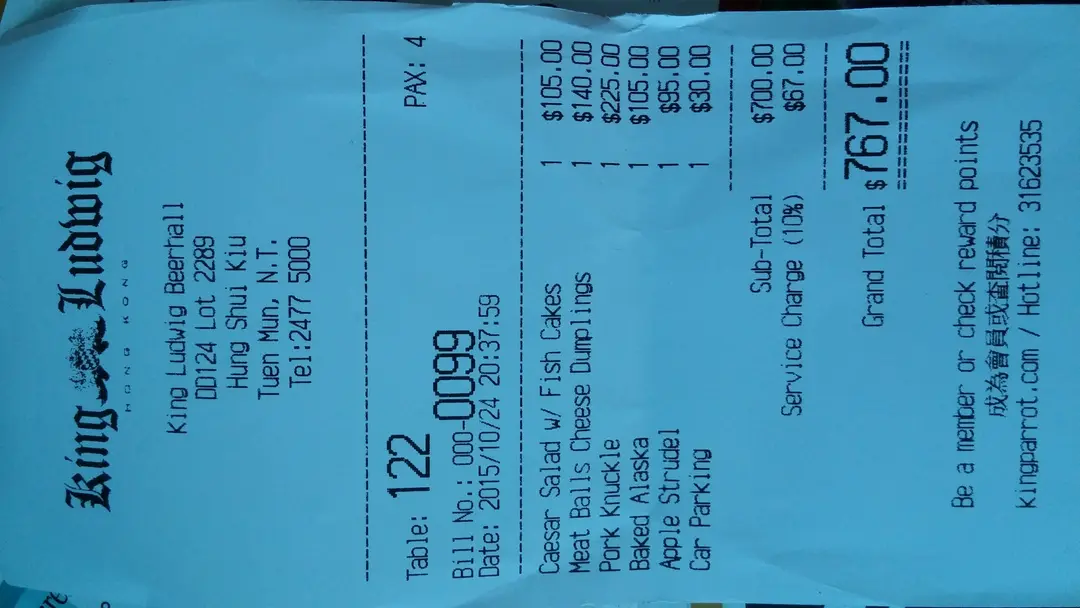 King Ludwig
HONG KONG
King Ludwig Beerhall
DD124 Lot 2289
Hung Shui Kiu
Tuen Mun, N.T.
Tel:2477 5000
Table: 122 PAX: 4
Bill No.: 000-0099
Date: 2015/10/24 20:37:59
Caesar Salad W/ Fish Cakes 1 $105.00
Meat Balls Cheese Dumplings 1 $140.00
Pork Knuckle 1 $225.00
Baked Alaska 1 $105.00
Apple Strudel 1 $95.00
Car Parking 1 $30.00
Sub-Total $700.00
Service Charge (10%) $67.00
Grand Total $767.00
Be a member or check reward points
成為會員或查閱積分
kingparrot.com / Hotline: 31623535